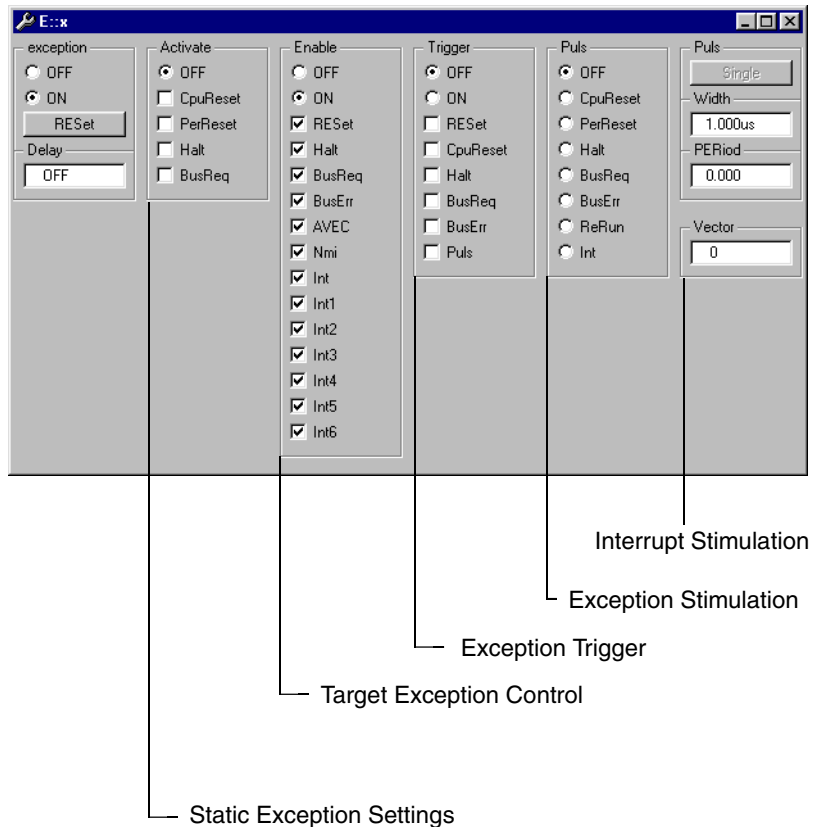 E::x
exception
OFF
ON
RESet
Delay
OFF
Activate
OFF
CpuReset
PerReset
Halt
BusReq
Enable
OFF
ON
RESet
Halt
BusReq
BusErr
AVEC
Nmi
Int
Int1
Int2
Int3
Int4
Int5
Int6
Trigger
OFF
ON
RESet
CpuReset
Halt
BusReq
BusErr
Puls
Puls
OFF
CpuReset
PerReset
Halt
BusReq
BusErr
ReRun
Int
Puls
Single
Width
1.000us
PERiod
0.000
Vector
0
Interrupt Stimulation
Exception Stimulation
Exception Trigger
Target Exception Control
Static Exception Settings